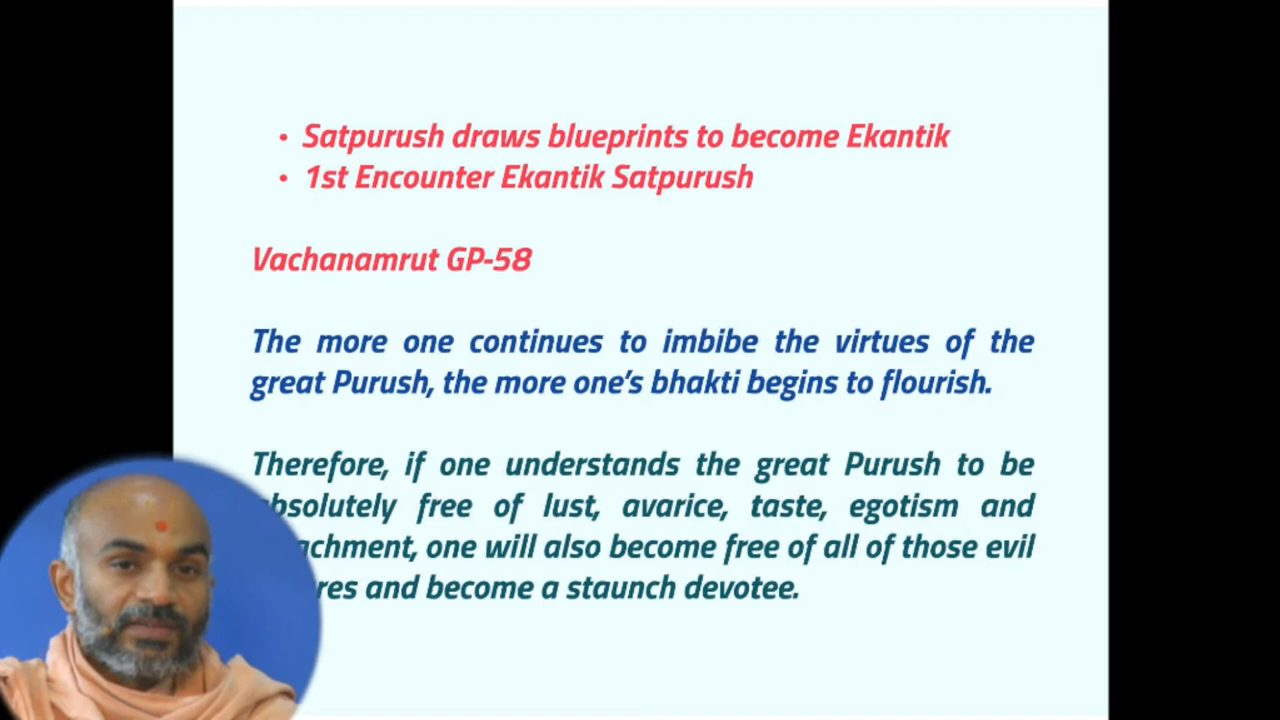 • Satpurush draws blueprints to become Ekantik
• 1st Encounter Ekantik Satpurush
Vachanamrut GP-58
The more one continues to imbibe the virtues of the
great Purush, the more one's bhakti begins to flourish.
Therefore, if one understands the great Purush to be
absolutely free of lust, avarice, taste, egotism and
one will also become free of all of those evil
and become a staunch devotee.